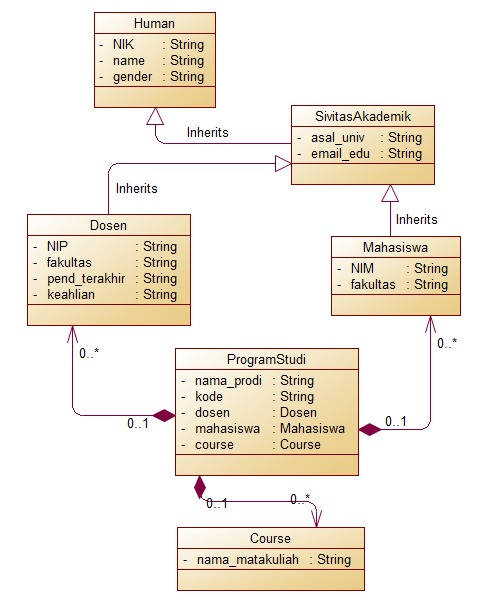 Human
- NIK : String
- name : String
- gender : String
Inherits
SivitasAkademik
- asal_univ : String
- email_edu : String
Inherits
Inherits
Dosen
- NIP : String
- fakultas : String
- pend_terakhir : String
- keahlian : String
Mahasiswa
- NIM : String
- fakultas : String
0..*
0..*
ProgramStudi
- nama_prodi : String
- kode : String
- dosen : Dosen
- mahasiswa : Mahasiswa
- course : Course
0..1
0..1
0..1
0..*
Course
- nama_matakuliah : String